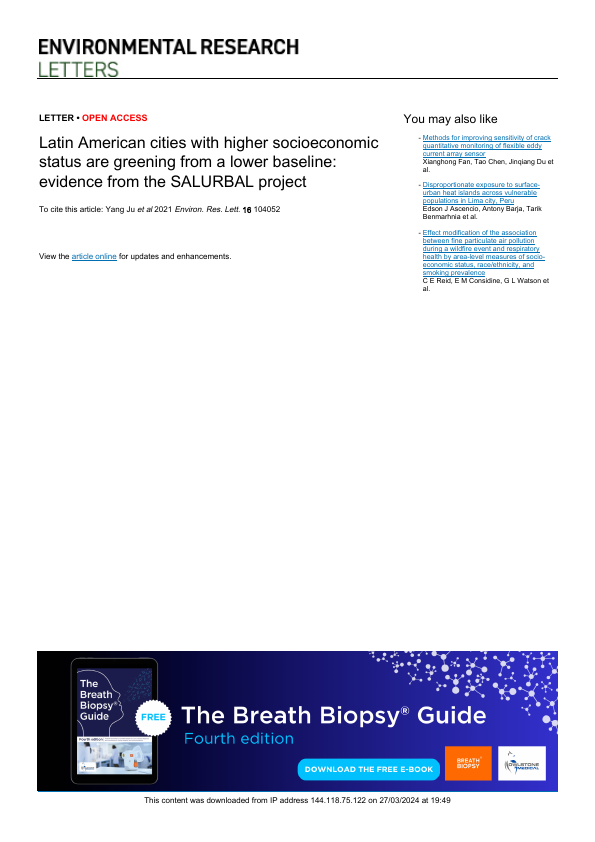 ENVIRONMENTAL RESEARCH
LETTERS
LETTER • OPEN ACCESS
Latin American cities with higher socioeconomic
status are greening from a lower baseline:
evidence from the SALURBAL project
To cite this article: Yang Ju et al 2021 Environ. Res. Lett. 16 104052
View the article online for updates and enhancements.
You may also like
- Methods for improving sensitivity of crack
quantitative monitoring of flexible eddy
current array sensor
Xianghong Fan, Tao Chen, Jinqiang Du et
al.
- Disproportionate exposure to surface-
urban heat islands across vulnerable
populations in Lima city, Peru
Edson J Ascencio, Antony Barja, Tarik
Benmarhnia et al.
- Effect modification of the association
between fine particulate air pollution
during a wildfire event and respiratory
health by area-level measures of socio-
economic status, race/ethnicity, and
smoking prevalence
C E Reid, E M Considine, G L Watson et
al.
The
Breath
Biopsy®
Guide
Fourth edition
FREE
The Breath Biopsy® Guide
Fourth edition
DOWNLOAD THE FREE E-BOOK
BREATH
BIOPSY
OWLSTONE
MEDICAL
This content was downloaded from IP address 144.118.75.122 on 27/03/2024 at 19:49